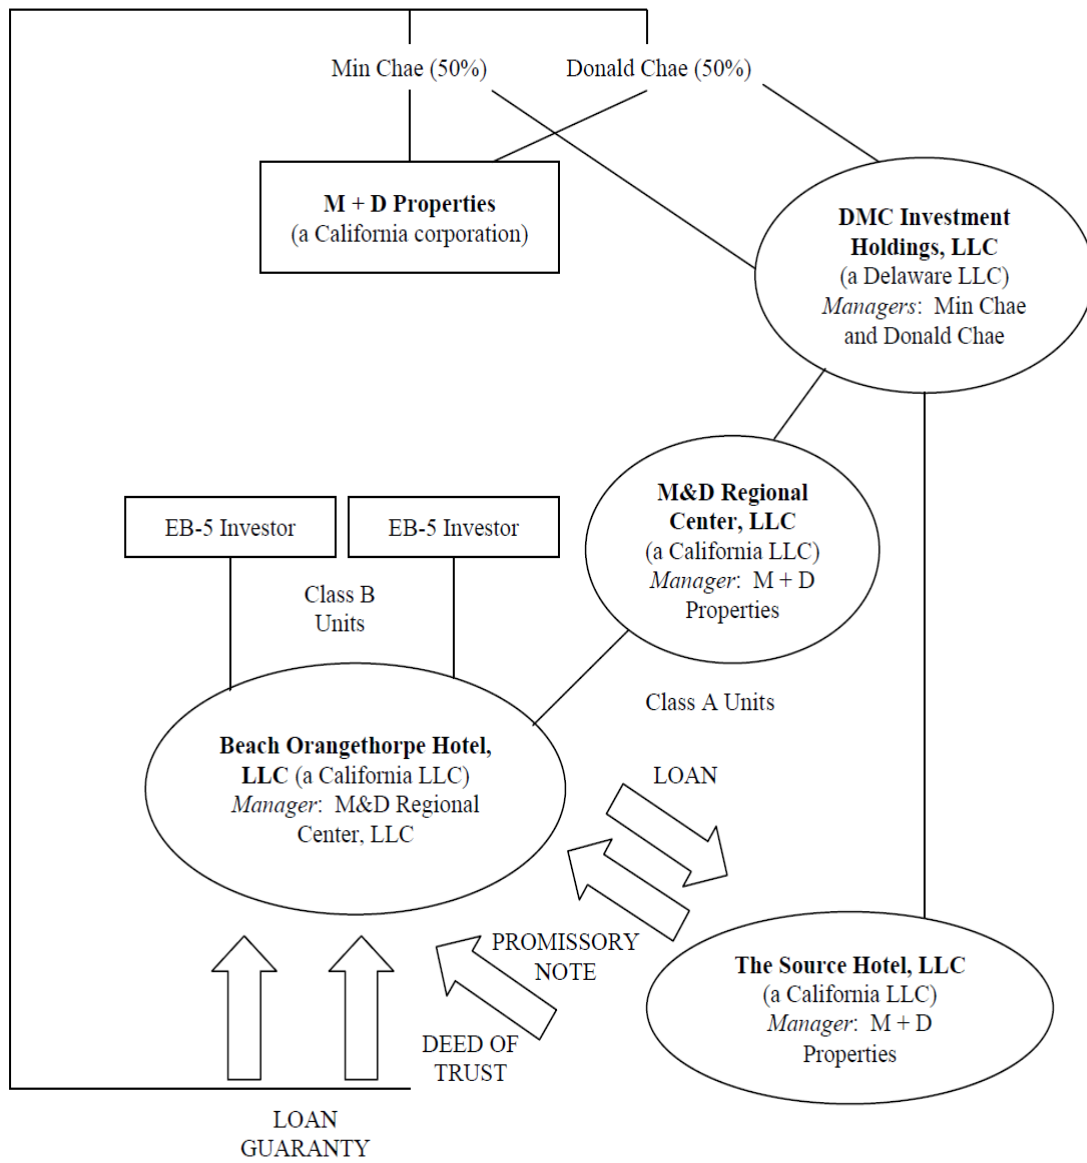 Min Chae (50%)
Donald Chae (50%)
M + D Properties
(a California corporation)
DMC Investment
Holdings, LLC
(a Delaware LLC)
Managers: Min Chae
and Donald Chae
M&D Regional
Center, LLC
(a California LLC)
Manager: M + D
Properties
EB-5 Investor
EB-5 Investor
Class B
Units
Class A Units
Beach Orangethorpe Hotel,
LLC (a California LLC)
Manager: M&D Regional
Center, LLC
LOAN
PROMISSORY
NOTE
The Source Hotel, LLC
(a California LLC)
Manager: M + D
Properties
DEED OF
TRUST
LOAN
GUARANTY